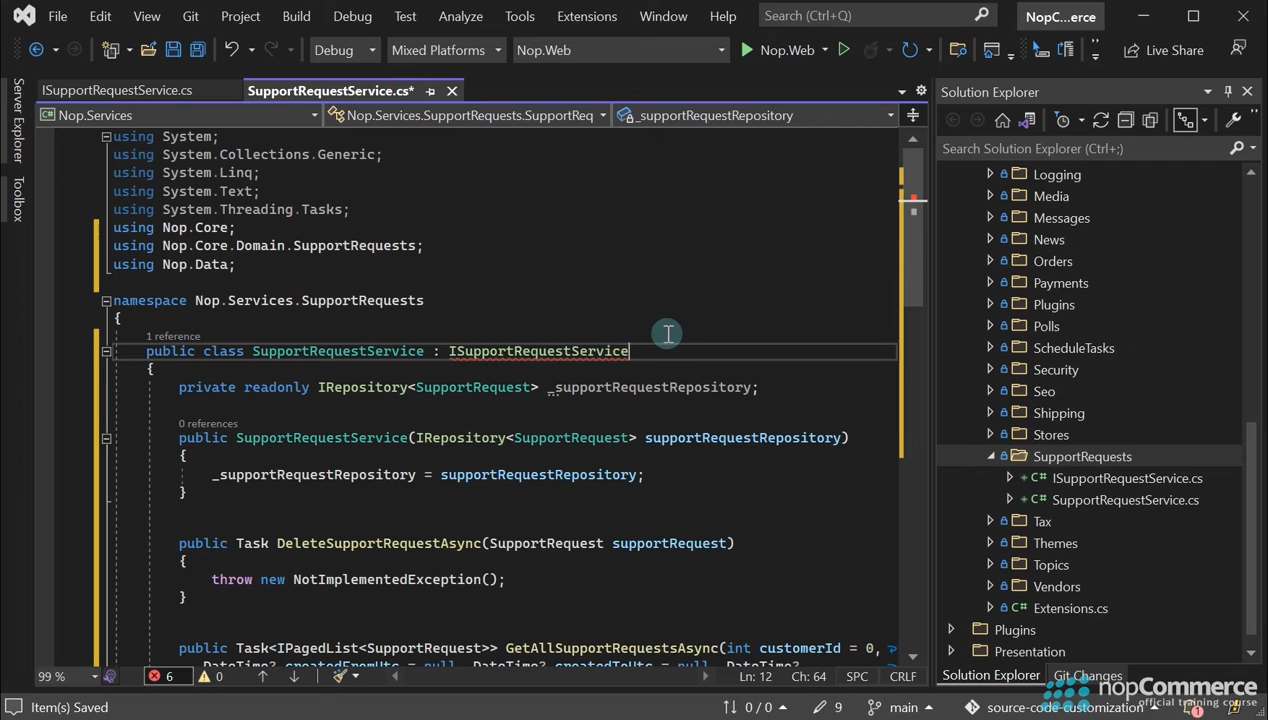 File Edit View Git Project Build Debug Test Analyze Tools Extensions Window Help Search (Ctrl+Q) NopC...erce
Debug Mixed Platforms Nop.Web Nop.Web Live Share
Server Explorer
Toolbox
ISupportRequestService.cs SupportRequestService.cs*
Nop.Services Nop.Services.SupportRequests.SupportReq _supportRequestRepository
using System;
using System.Collections.Generic;
using System.Linq;
using System.Text;
using System.Threading.Tasks;
using Nop.Core;
using Nop.Core.Domain.SupportRequests;
using Nop.Data;
namespace Nop.Services.SupportRequests
{
1 reference
public class SupportRequestService : ISupportRequestService
{
private readonly IRepository<SupportRequest> _supportRequestRepository;
0 references
public SupportRequestService(IRepository<SupportRequest> supportRequestRepository)
{
_supportRequestRepository = supportRequestRepository;
}
public Task DeleteSupportRequestAsync(SupportRequest supportRequest)
{
throw new NotImplementedException();
}
public Task<IPagedList<SupportRequest>> GetAllSupportRequestsAsync(int customerId = 0,
DateTime? createdFromUtc = null, DateTime? createdToUtc = null, DateTime?
99 % 6 0 Ln: 12 Ch: 64 SPC CRLF
Solution Explorer
Search Solution Explorer (Ctrl+;)
Logging
Media
Messages
News
Orders
Payments
Plugins
Polls
ScheduleTasks
Security
Seo
Shipping
Stores
SupportRequests
C# ISupportRequestService.cs
C# SupportRequestService.cs
Tax
Themes
Topics
Vendors
C# Extensions.cs
Plugins
Presentation
Solution Explorer Git Changes
nopCommerce
official training course
Item(s) Saved 0 / 0 9 main source-code-customization 1